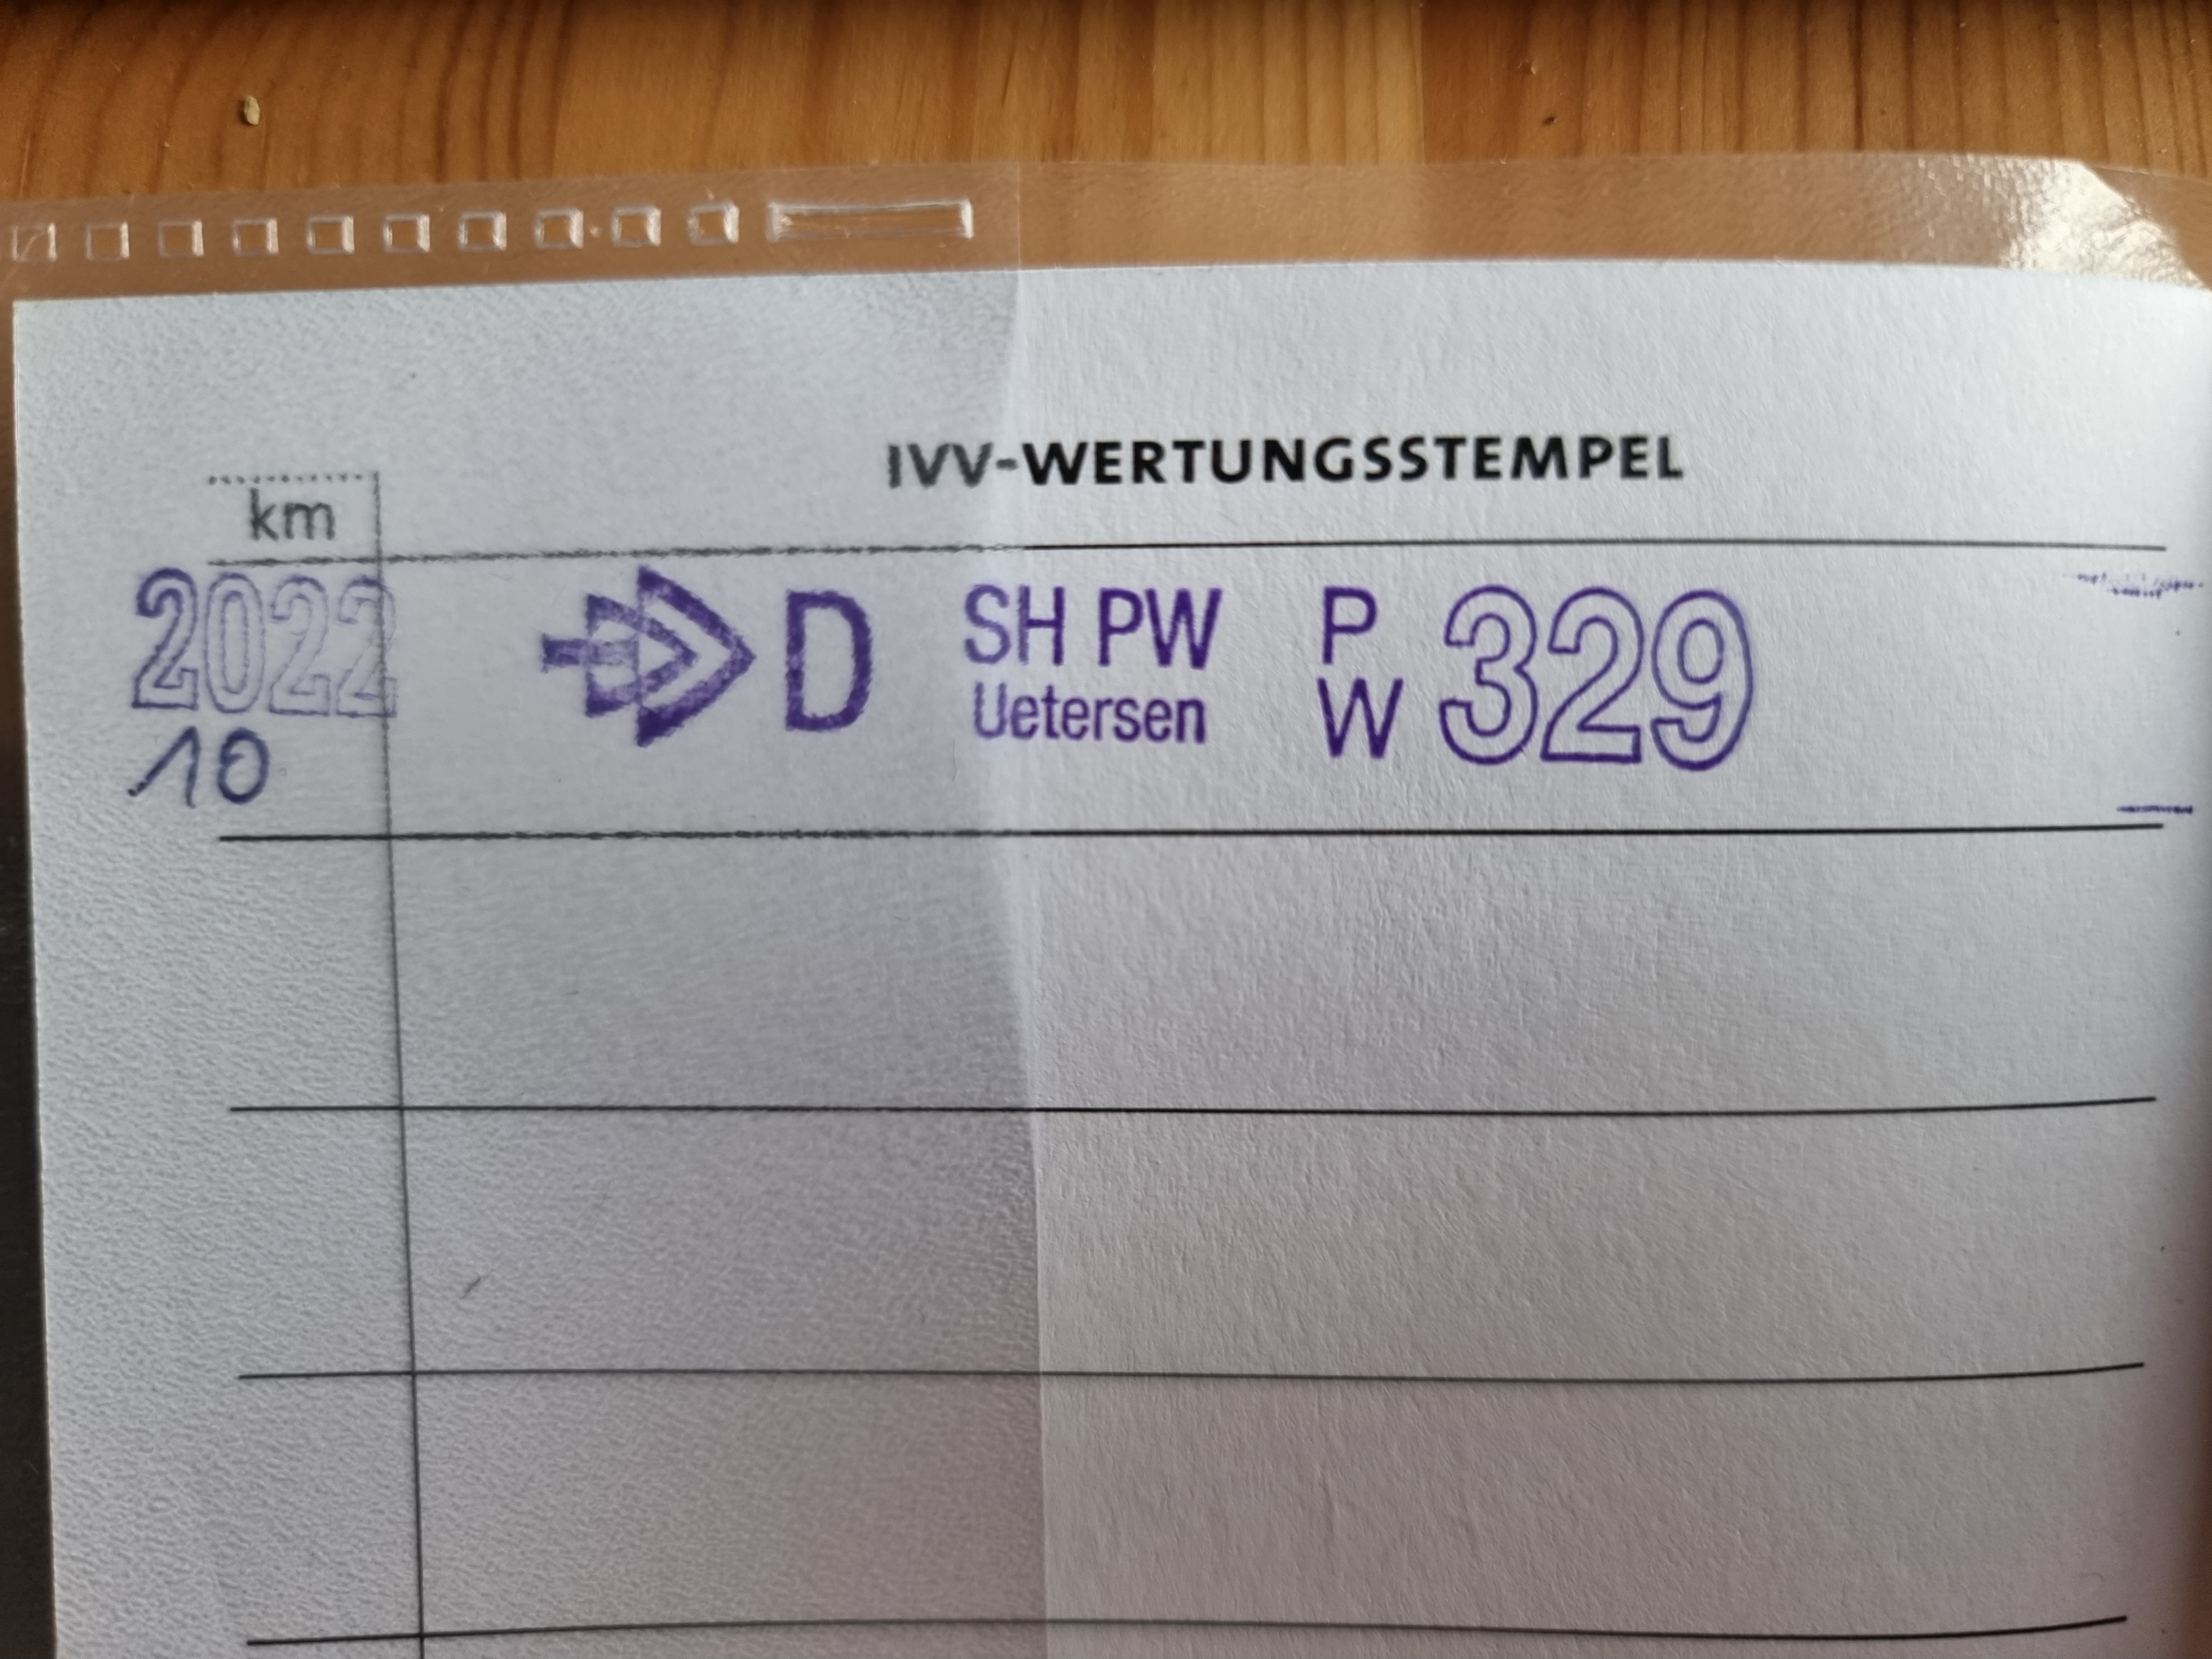 IVV-WERTUNGSSTEMPEL
km
2022 D SH PW P 329
Uetersen W
10